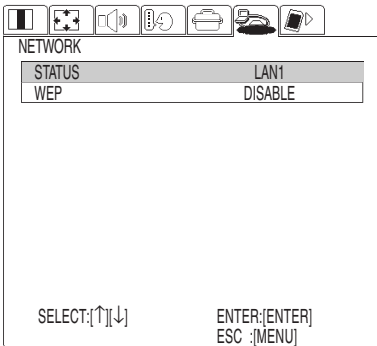 NETWORK
STATUS LAN1
WEP DISABLE
SELECT:[↑][↓] ENTER:[ENTER]
ESC :[MENU]